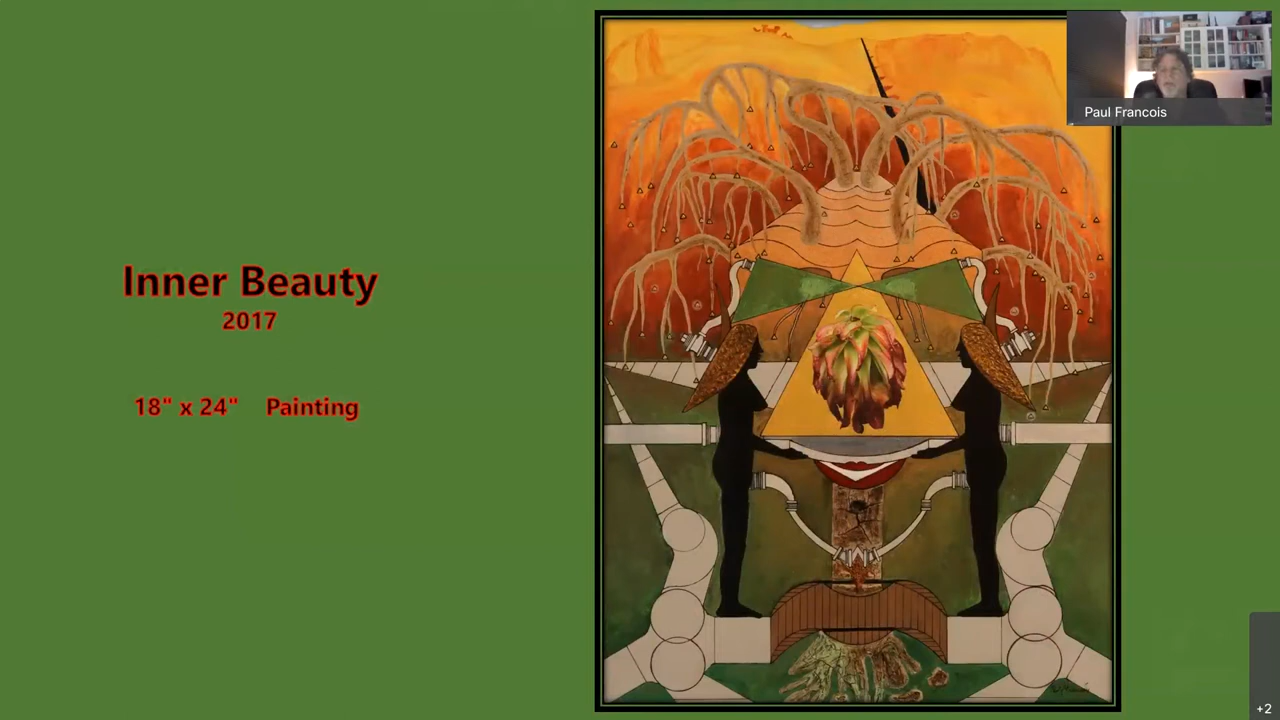 Inner Beauty
2017
18" x 24" Painting
Paul Francois
+2